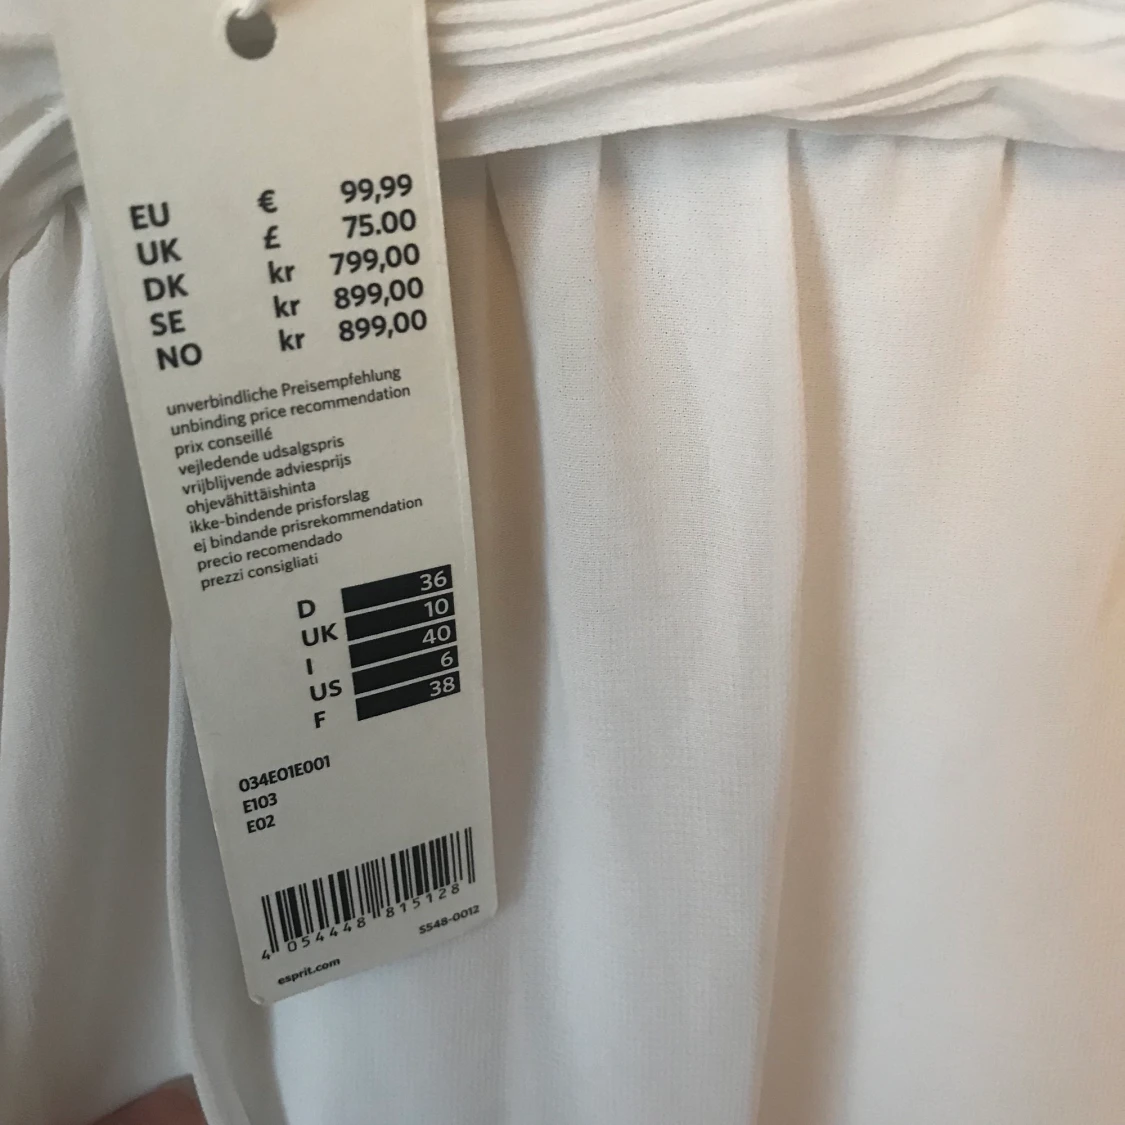 EU € 99,99
UK £ 75.00
DK kr 799,00
SE kr 899,00
NO kr 899,00
unverbindliche Preisempfehlung
unbinding price recommendation
prix conseillé
vejledende udsalgspris
vrijblijvende adviesprijs
ohjevähittäishinta
ikke-bindende prisforslag
ej bindande prisrekommendation
precio recomendado
prezzi consigliati
D 36
UK 10
I 40
US 6
F 38
034EO1E001
E103
E02
4 054448 815128
S548-0012
esprit.com